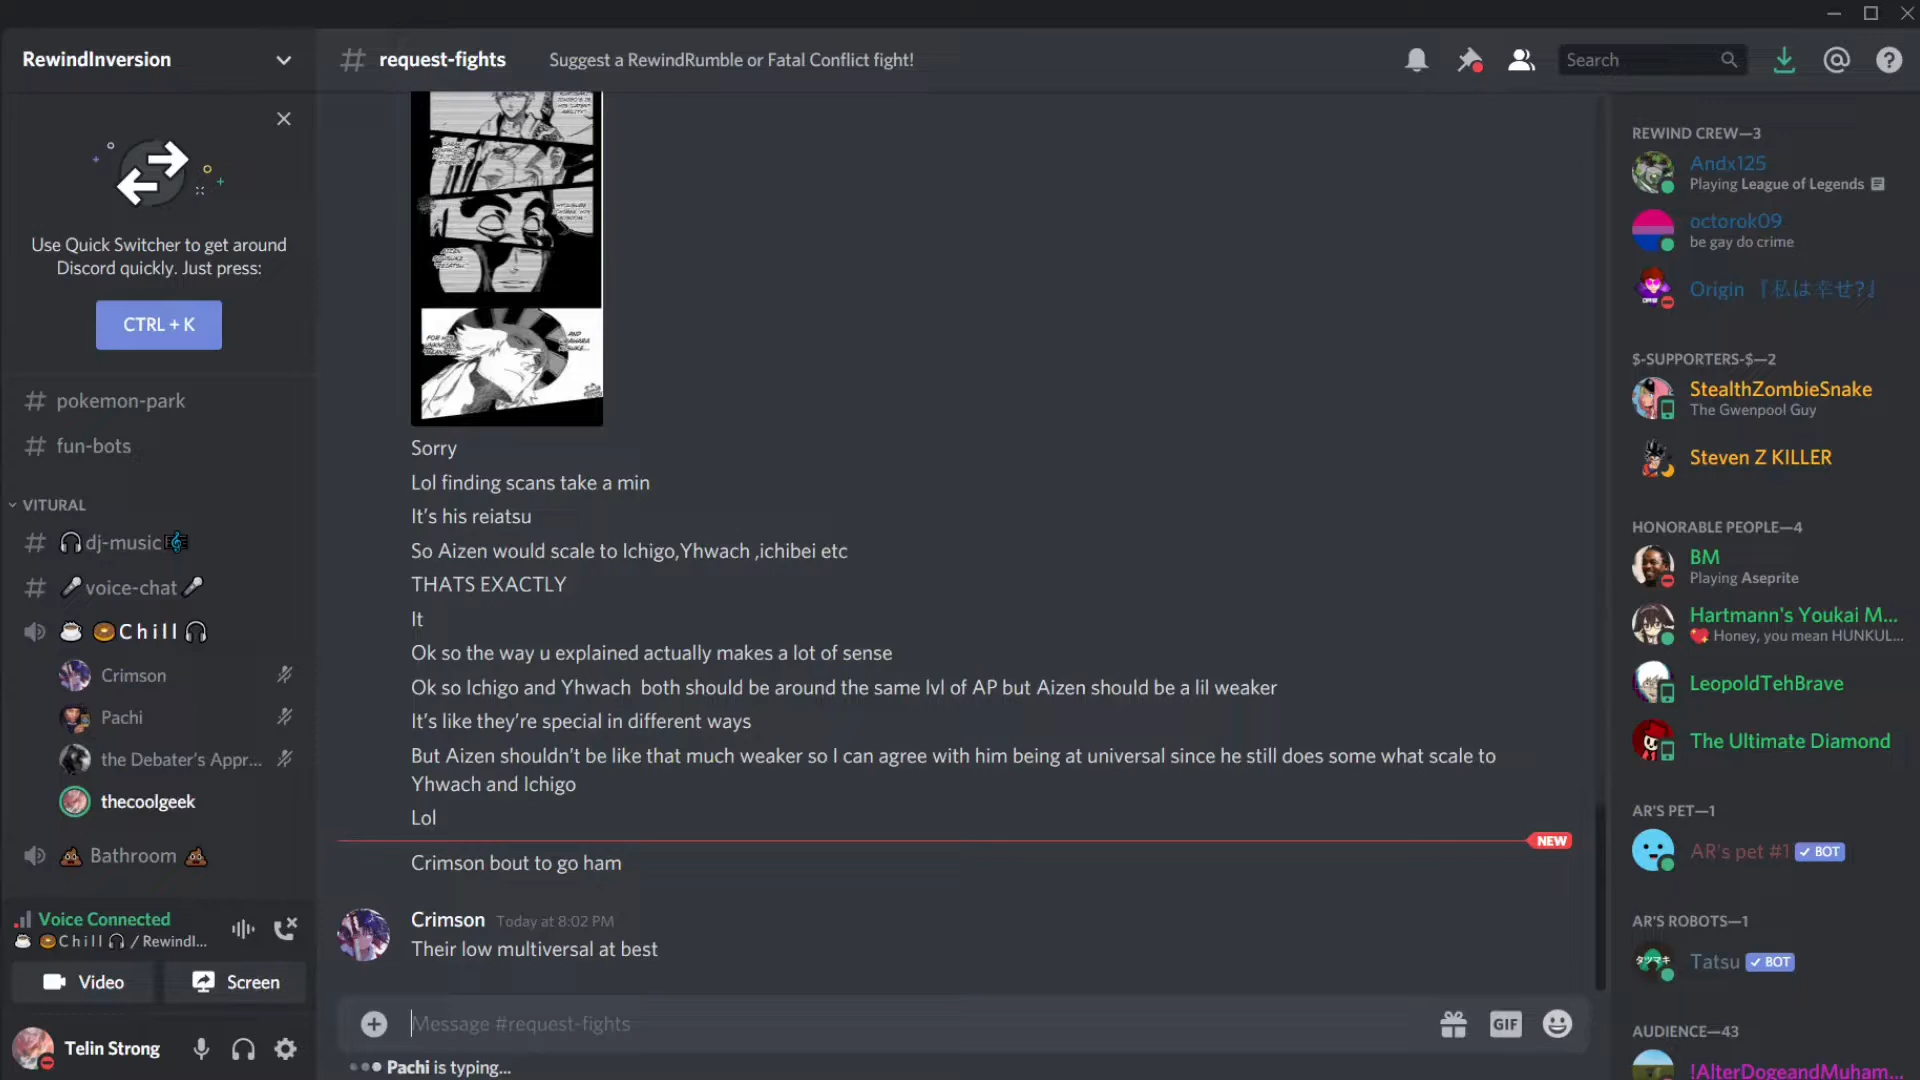 RewindInversion
request-fights
Suggest a RewindRumble or Fatal Conflict fight!
Search
Use Quick Switcher to get around
Discord quickly. Just press:
CTRL + K
pokemon-park
fun-bots
VITURAL
dj-music
voice-chat
Chill
Crimson
Pachi
the Debater's Appr...
thecoolgeek
Bathroom
Voice Connected
Chill / RewindI...
Video
Screen
Telin Strong
Sorry
Lol finding scans take a min
It's his reiatsu
So Aizen would scale to Ichigo,Yhwach ,ichibei etc
THATS EXACTLY
It
Ok so the way u explained actually makes a lot of sense
Ok so Ichigo and Yhwach  both should be around the same lvl of AP but Aizen should be a lil weaker
It's like they're special in different ways
But Aizen shouldn't be like that much weaker so I can agree with him being at universal since he still does some what scale to
Yhwach and Ichigo
Lol
NEW
Crimson bout to go ham
Crimson Today at 8:02 PM
Their low multiversal at best
Message #request-fights
GIF
Pachi is typing...
REWIND CREW—3
Andx125
Playing League of Legends
octorok09
be gay do crime
Origin 『私は幸せ?』
$-SUPPORTERS-$—2
StealthZombieSnake
The Gwenpool Guy
Steven Z KILLER
HONORABLE PEOPLE—4
BM
Playing Aseprite
Hartmann's Youkai M...
Honey, you mean HUNKUL...
LeopoldTehBrave
The Ultimate Diamond
AR'S PET—1
AR's pet #1 BOT
AR'S ROBOTS—1
タツマキ
Tatsu BOT
AUDIENCE—43
!AlterDogeandMuham...